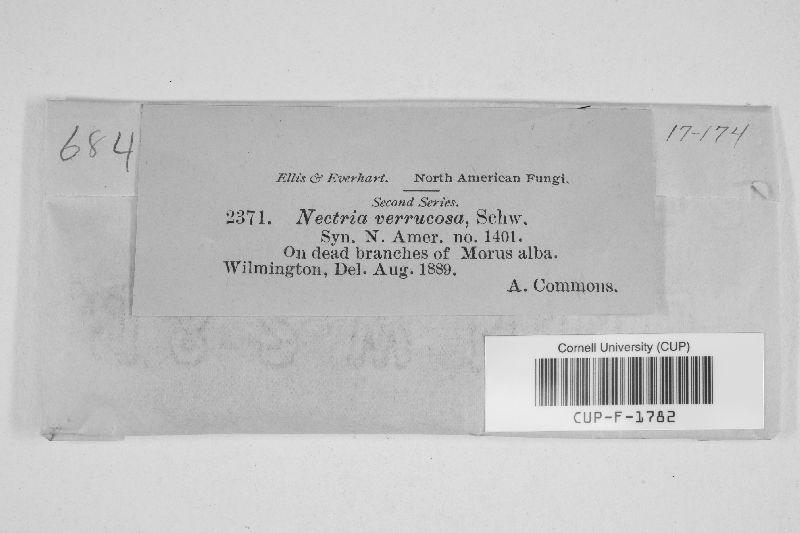 684
17-174
Ellis & Everhart. North American Fungi.
Second Series.
2371. Nectria verrucosa, Schw.
Syn. N. Amer. no. 1401.
On dead branches of Morus alba.
Wilmington, Del. Aug. 1889.
A. Commons.
Cornell University (CUP)
CUP-F-1782